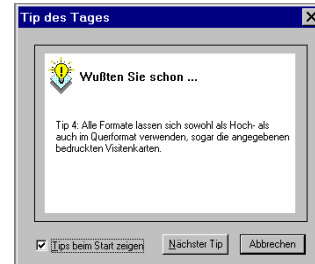 Tip des Tages
Wußten Sie schon ...
Tip 4: Alle Formate lassen sich sowohl als Hoch- als
auch im Querformat verwenden, sogar die angegebenen
bedruckten Visitenkarten.
Tips beim Start zeigen
Nächster Tip
Abbrechen